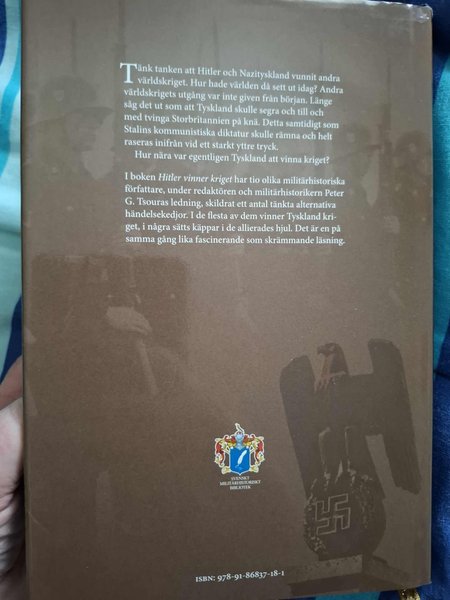 Tänk tanken att Hitler och Nazityskland vunnit andra
världskriget. Hur hade världen då sett ut idag? Andra
världskrigets utgång var inte given från början. Länge
såg det ut som att Tyskland skulle segra och till och
med tvinga Storbritannien på knä. Detta samtidigt som
Stalins kommunistiska diktatur skulle rämna och helt
raseras inifrån vid ett starkt yttre tryck.
Hur nära var egentligen Tyskland att vinna kriget?
I boken Hitler vinner kriget har tio olika militärhistoriska
författare, under redaktören och militärhistorikern Peter
G. Tsouras ledning, skildrat ett antal tänkta alternativa
händelsekedjor. I de flesta av dem vinner Tyskland kri-
get, i några sätts käppar i de allierades hjul. Det är en på
samma gång lika fascinerande som skrämmande läsning.
SVENSKT
MILITÄRHISTORISKT
BIBLIOTEK
ISBN: 978-91-86837-18-1